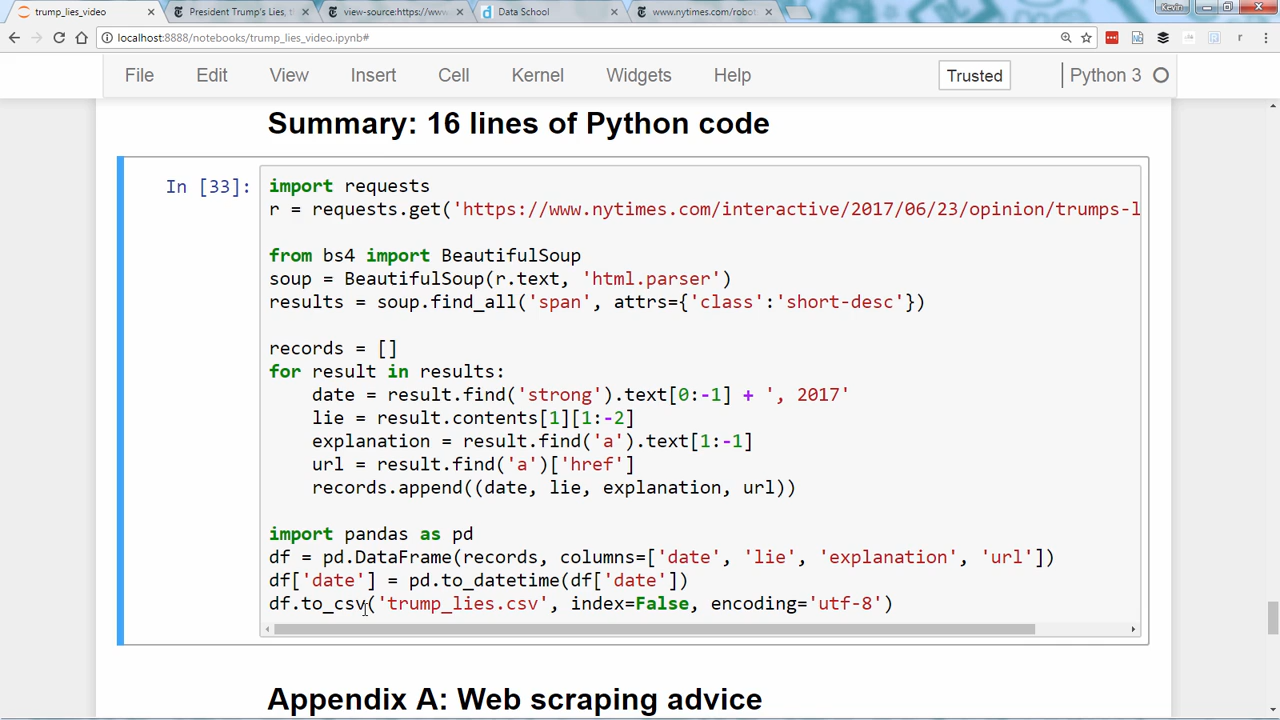 trump_lies_video
President Trump's Lies, t
view-source:https://www
Data School
www.nytimes.com/robot
Kevin
localhost:8888/notebooks/trump_lies_video.ipynb#
File Edit View Insert Cell Kernel Widgets Help Trusted Python 3
Summary: 16 lines of Python code
In [33]:
import requests
r = requests.get('https://www.nytimes.com/interactive/2017/06/23/opinion/trumps-l
from bs4 import BeautifulSoup
soup = BeautifulSoup(r.text, 'html.parser')
results = soup.find_all('span', attrs={'class':'short-desc'})
records = []
for result in results:
    date = result.find('strong').text[0:-1] + ', 2017'
    lie = result.contents[1][1:-2]
    explanation = result.find('a').text[1:-1]
    url = result.find('a')['href']
    records.append((date, lie, explanation, url))
import pandas as pd
df = pd.DataFrame(records, columns=['date', 'lie', 'explanation', 'url'])
df['date'] = pd.to_datetime(df['date'])
df.to_csv('trump_lies.csv', index=False, encoding='utf-8')
Appendix A: Web scraping advice